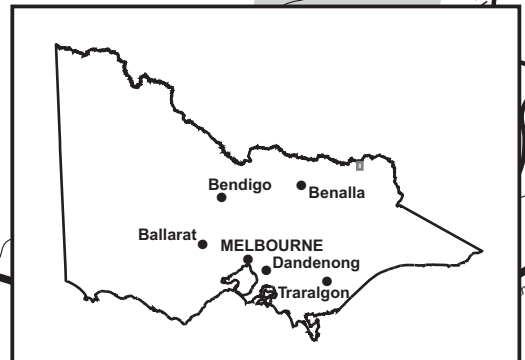 Bendigo
Benalla
Ballarat
MELBOURNE
Dandenong
Traralgon